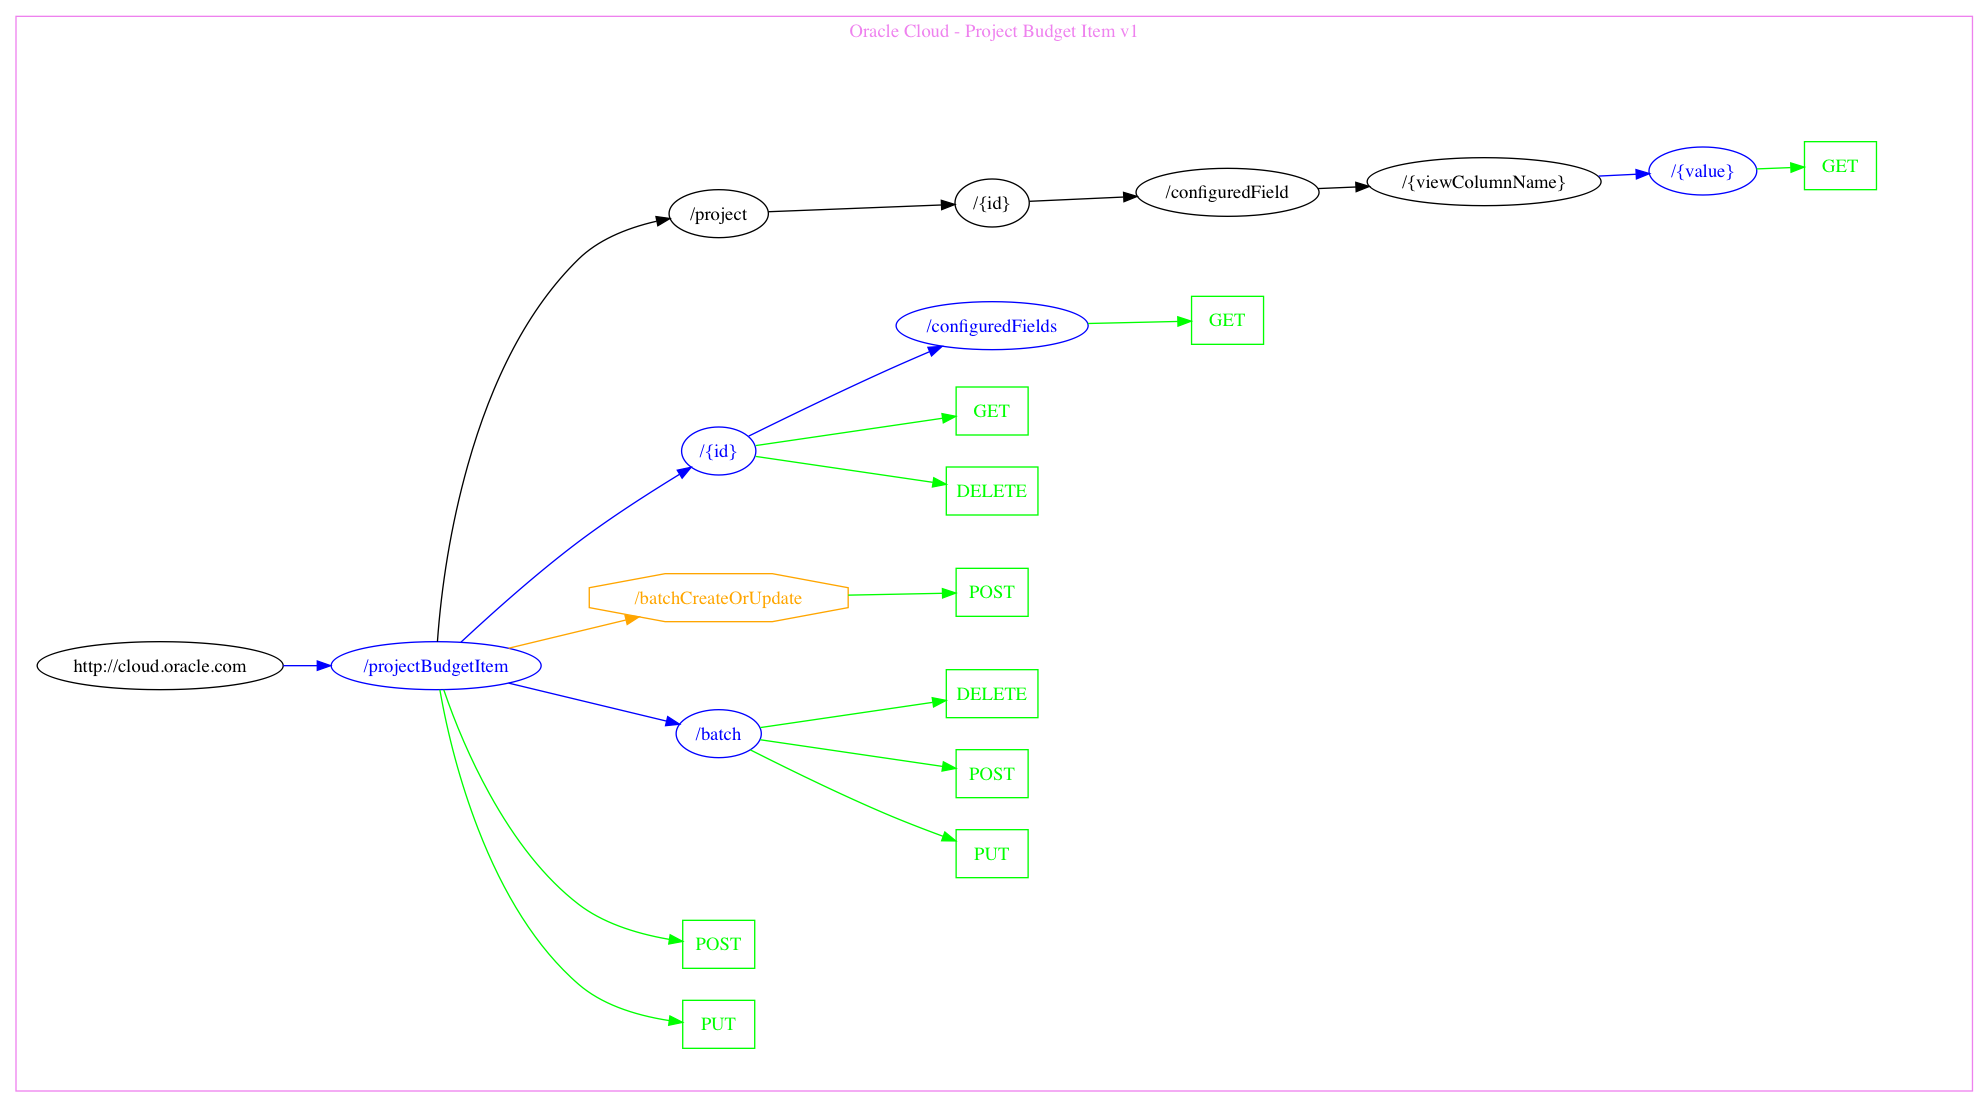 Oracle Cloud - Project Budget Item v1
/project
/{id}
/configuredField
/{viewColumnName}
/{value}
GET
/configuredFields
GET
/{id}
GET
DELETE
/batchCreateOrUpdate
POST
http://cloud.oracle.com
/projectBudgetItem
/batch
DELETE
POST
PUT
POST
PUT